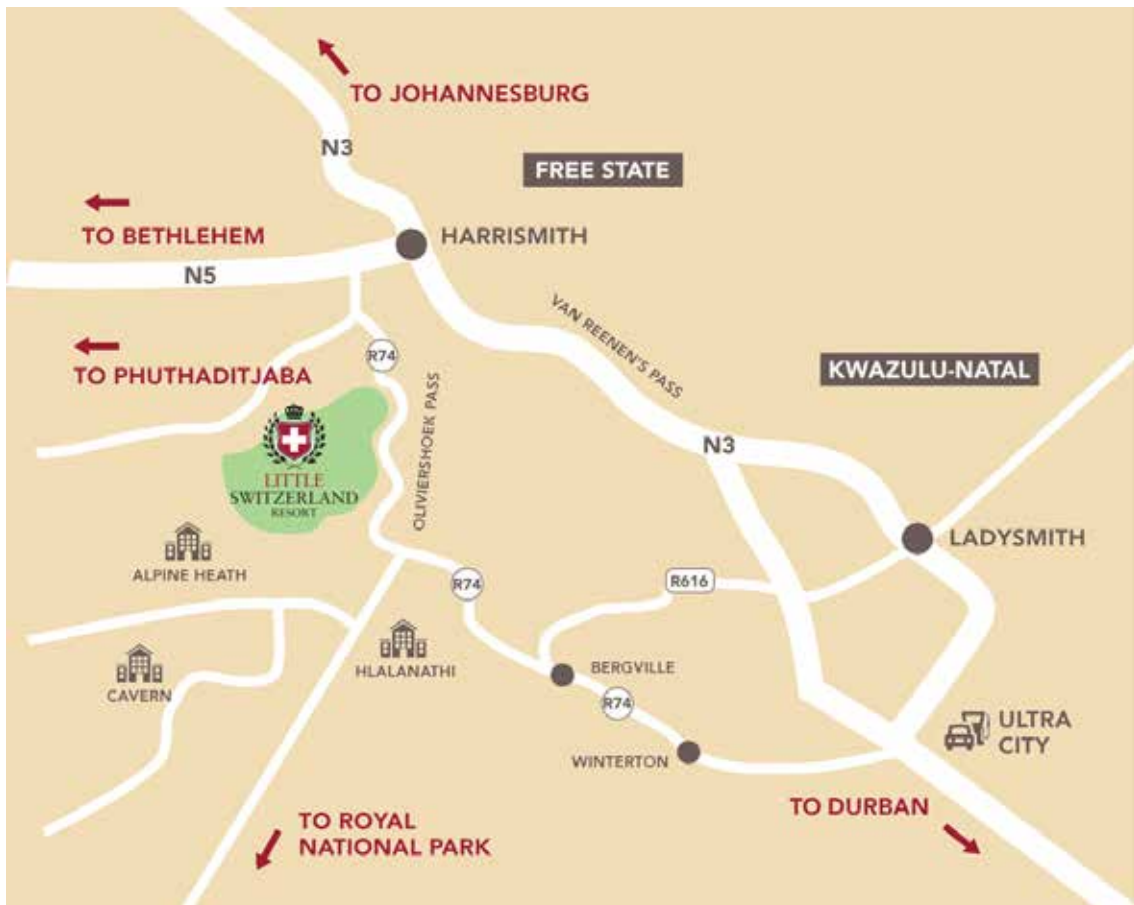 TO JOHANNESBURG
N3
FREE STATE
TO BETHLEHEM
HARRISMITH
N5
VAN REENEN'S PASS
R74
TO PHUTHADITJABA
KWAZULU-NATAL
OLIVIERSHOEK PASS
N3
LITTLE
SWITZERLAND
RESORT
LADYSMITH
ALPINE HEATH
R74
R616
HLALANATHI
BERGVILLE
CAVERN
R74
ULTRA
CITY
WINTERTON
TO DURBAN
TO ROYAL
NATIONAL PARK